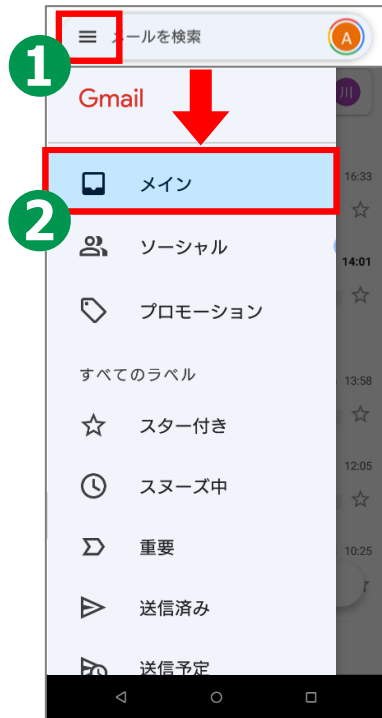 1
メールを検索
A
Gmail
川
2
メイン
16:33
ソーシャル
14:01
プロモーション
すべてのラベル
13:58
スター付き
12:05
スヌーズ中
重要
10:25
送信済み
送信予定